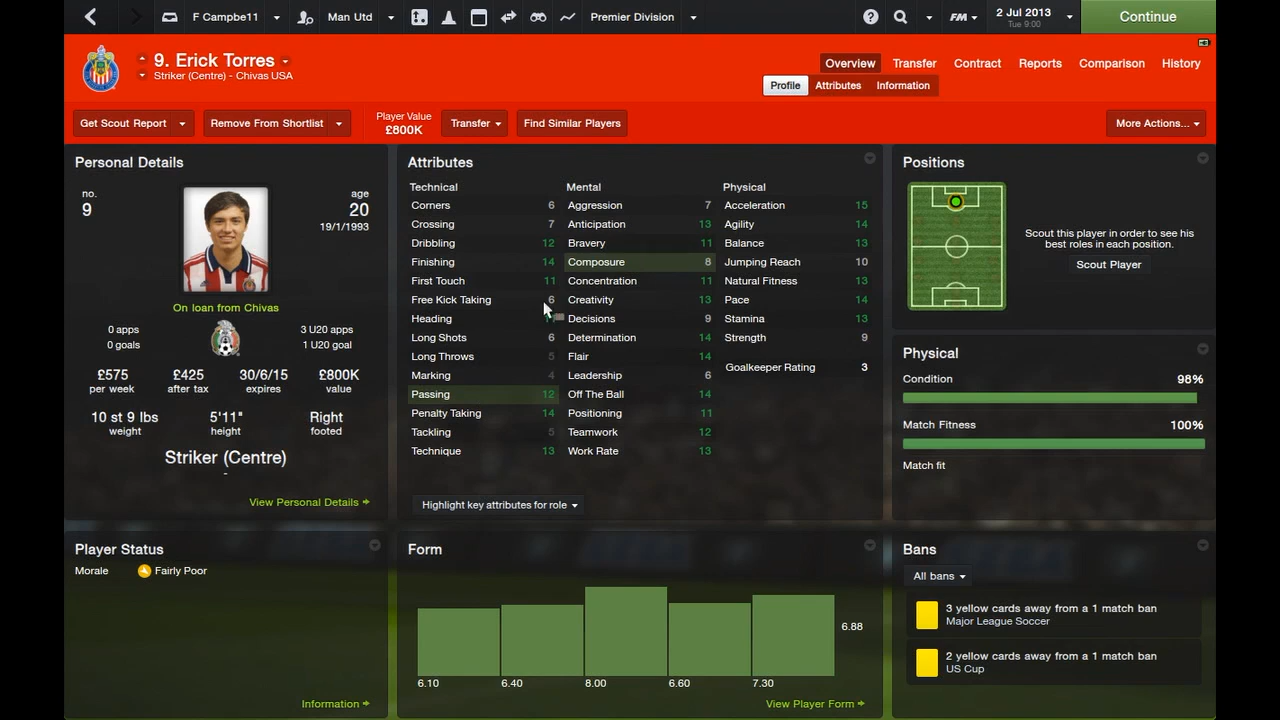 F Campbe11
Man Utd
Premier Division
FM
2 Jul 2013
Tue 9:00
Continue
9. Erick Torres
Striker (Centre) - Chivas USA
Overview Transfer Contract Reports Comparison History
Profile Attributes Information
Get Scout Report
Remove From Shortlist
Player Value
£800K
Transfer
Find Similar Players
More Actions...
Personal Details
no.
9
age
20
19/1/1993
On loan from Chivas
0 apps
0 goals
3 U20 apps
1 U20 goal
£575
per week
£425
after tax
30/6/15
expires
£800K
value
10 st 9 lbs
weight
5'11"
height
Right
footed
Striker (Centre)
-
View Personal Details
Attributes
Technical
Corners 6
Crossing 7
Dribbling 12
Finishing 14
First Touch 11
Free Kick Taking 6
Heading
Long Shots 6
Long Throws 5
Marking 4
Passing 12
Penalty Taking 14
Tackling 5
Technique 13
Mental
Aggression 7
Anticipation 13
Bravery 11
Composure 8
Concentration 11
Creativity 13
Decisions 9
Determination 14
Flair 14
Leadership 6
Off The Ball 14
Positioning 11
Teamwork 12
Work Rate 13
Physical
Acceleration 15
Agility 14
Balance 13
Jumping Reach 10
Natural Fitness 13
Pace 14
Stamina 13
Strength 9
Goalkeeper Rating 3
Highlight key attributes for role
Positions
Scout this player in order to see his
best roles in each position.
Scout Player
Physical
Condition 98%
Match Fitness 100%
Match fit
Player Status
Morale Fairly Poor
Information
Form
6.88
6.10 6.40 8.00 6.60 7.30
View Player Form
Bans
All bans
3 yellow cards away from a 1 match ban
Major League Soccer
2 yellow cards away from a 1 match ban
US Cup